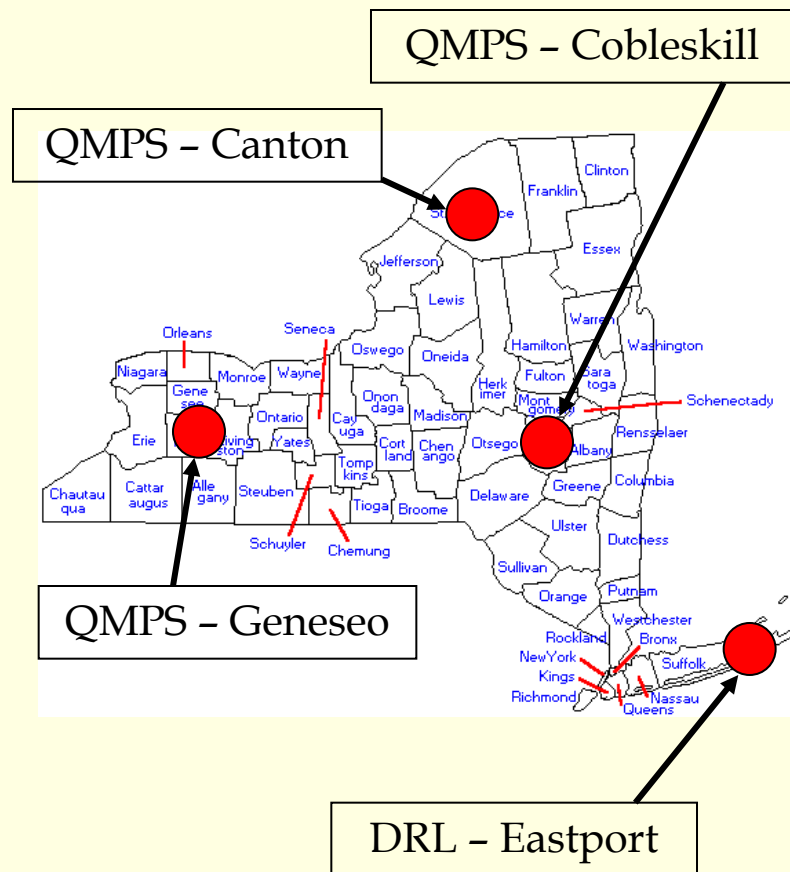 QMPS – Cobleskill
QMPS – Canton
Clinton
Franklin
Essex
Jefferson
Lewis
Warren
Hamilton
Washington
Orleans
Seneca
Oswego
Oneida
Herk
imer
Fulton
Sara
toga
Niagara
Monroe
Wayne
Gene
see
Ontario
Cay
uga
Onon
daga
Madison
Mont
gomery
Schenectady
Erie
Yates
Cort
land
Chen
ango
Otsego
Albany
Rensselaer
Chautau
qua
Cattar
augus
Alle
gany
Steuben
Tomp
kins
Tioga
Broome
Delaware
Greene
Columbia
Schuyler
Chemung
Ulster
Dutchess
Sullivan
Orange
Putnam
Westchester
QMPS – Geneseo
Rockland
Bronx
NewYork
Suffolk
Kings
Richmond
Nassau
Queens
DRL – Eastport